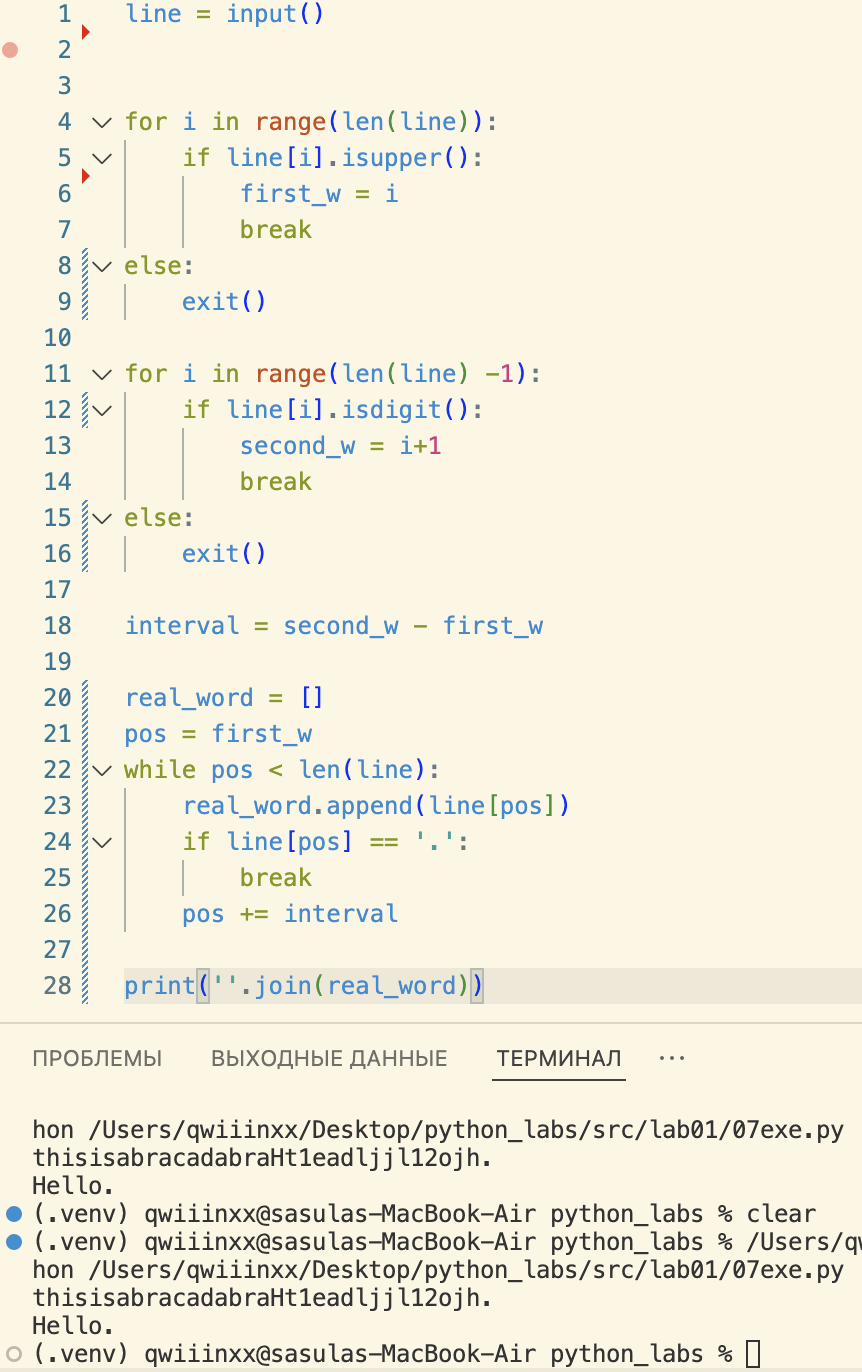 1 line = input()
2
3
4 for i in range(len(line)):
5     if line[i].isupper():
6         first_w = i
7         break
8 else:
9     exit()
10
11 for i in range(len(line) -1):
12     if line[i].isdigit():
13         second_w = i+1
14         break
15 else:
16     exit()
17
18 interval = second_w - first_w
19
20 real_word = []
21 pos = first_w
22 while pos < len(line):
23     real_word.append(line[pos])
24     if line[pos] == '.':
25         break
26     pos += interval
27
28 print(''.join(real_word))
ПРОБЛЕМЫ ВЫХОДНЫЕ ДАННЫЕ ТЕРМИНАЛ ···
hon /Users/qwiiinxx/Desktop/python_labs/src/lab01/07exe.py
thisisabracadabraHt1eadljjl12ojh.
Hello.
(.venv) qwiiinxx@sasulas-MacBook-Air python_labs % clear
(.venv) qwiiinxx@sasulas-MacBook-Air python_labs % /Users/qw
hon /Users/qwiiinxx/Desktop/python_labs/src/lab01/07exe.py
thisisabracadabraHt1eadljjl12ojh.
Hello.
(.venv) qwiiinxx@sasulas-MacBook-Air python_labs %